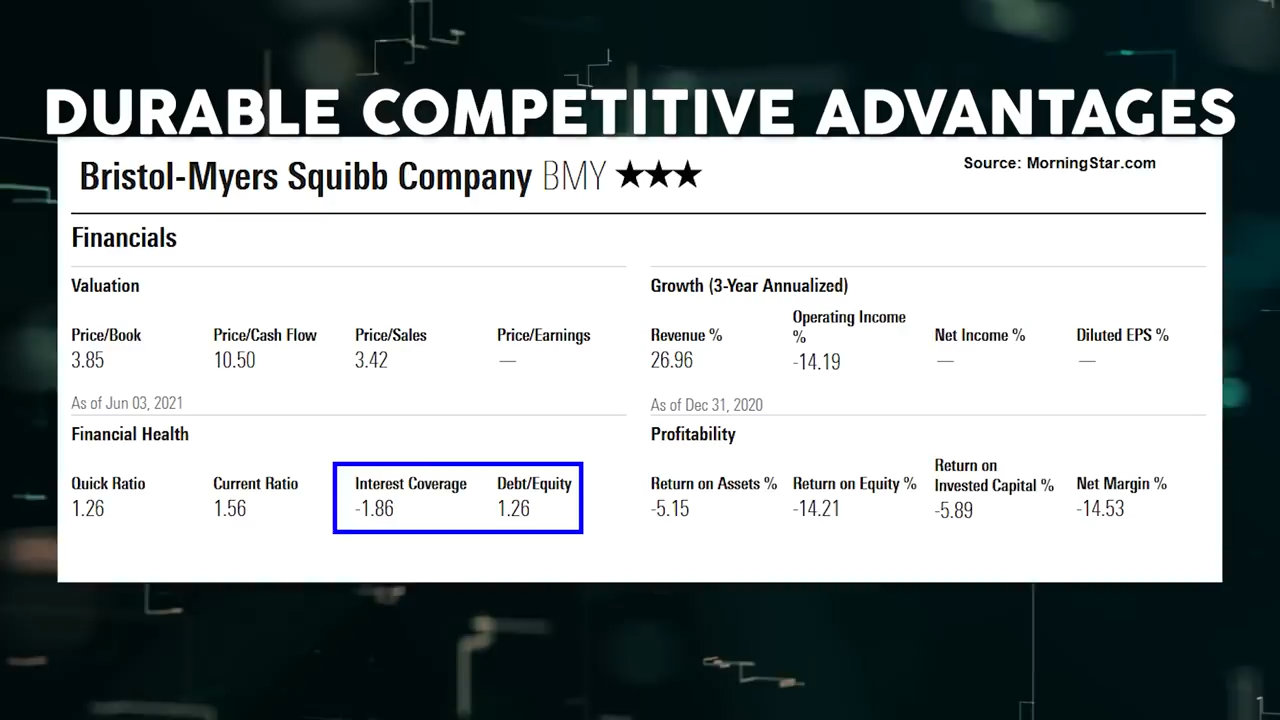 DURABLE COMPETITIVE ADVANTAGES
Bristol-Myers Squibb Company BMY ★★★
Source: MorningStar.com
Financials
Valuation
Price/Book Price/Cash Flow Price/Sales Price/Earnings
3.85 10.50 3.42 —
As of Jun 03, 2021
Growth (3-Year Annualized)
Revenue % Operating Income % Net Income % Diluted EPS %
26.96 -14.19 — —
As of Dec 31, 2020
Financial Health
Quick Ratio Current Ratio Interest Coverage Debt/Equity
1.26 1.56 -1.86 1.26
Profitability
Return on Assets % Return on Equity % Return on Invested Capital % Net Margin %
-5.15 -14.21 -5.89 -14.53